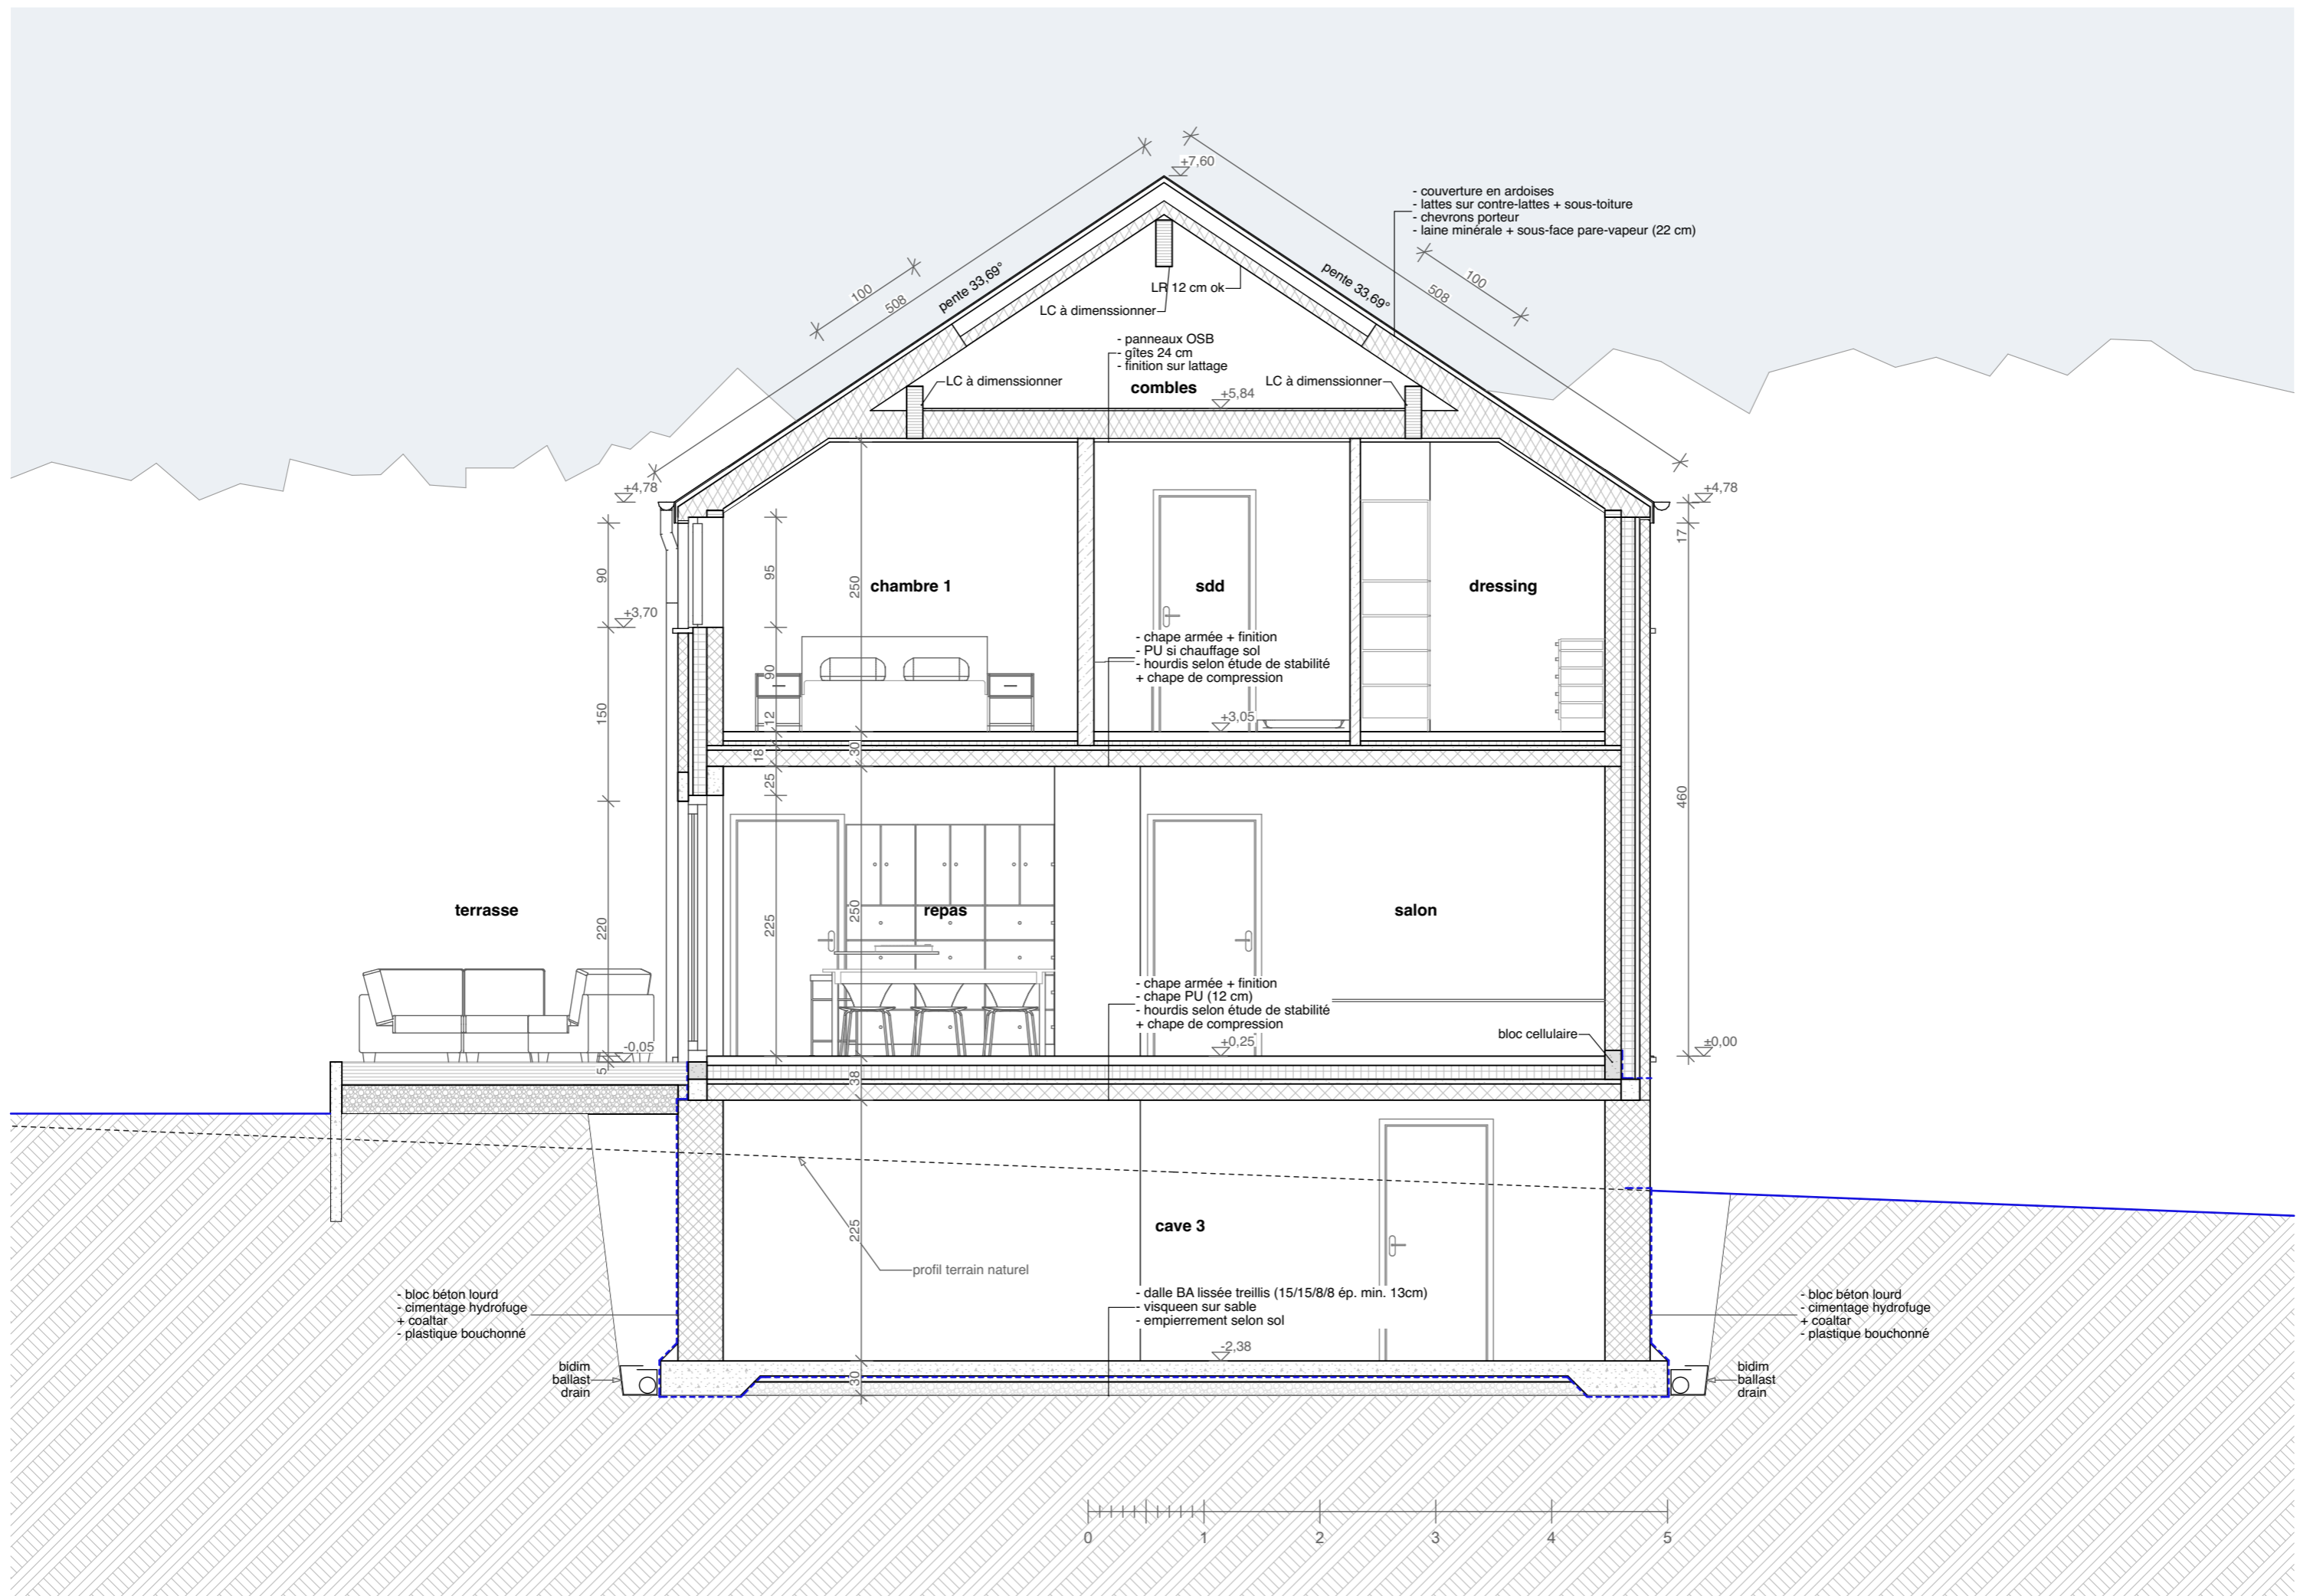 +7,60
- couverture en ardoises
- lattes sur contre-lattes + sous-toiture
- chevrons porteur
- laine minérale + sous-face pare-vapeur (22 cm)
100
508
pente 33,69°
pente 33,69°
100
508
LR 12 cm ok
LC à dimenssionner
- panneaux OSB
- gîtes 24 cm
- finition sur lattage
LC à dimenssionner
combles
LC à dimenssionner
+5,84
+4,78
+4,78
17
90
95
250
chambre 1
sdd
dressing
+3,70
- chape armée + finition
- PU si chauffage sol
- hourdis selon étude de stabilité
+ chape de compression
90
150
12
+3,05
18
30
25
460
terrasse
220
225
250
repas
salon
- chape armée + finition
- chape PU (12 cm)
- hourdis selon étude de stabilité
+ chape de compression
bloc cellulaire
-0,05
+0,25
±0,00
5
38
225
cave 3
profil terrain naturel
- bloc béton lourd
- cimentage hydrofuge
+ coaltar
- plastique bouchonné
- dalle BA lissée treillis (15/15/8/8 ép. min. 13cm)
- visqueen sur sable
- empierrement selon sol
- bloc béton lourd
- cimentage hydrofuge
+ coaltar
- plastique bouchonné
-2,38
bidim
ballast
drain
30
bidim
ballast
drain
0 1 2 3 4 5